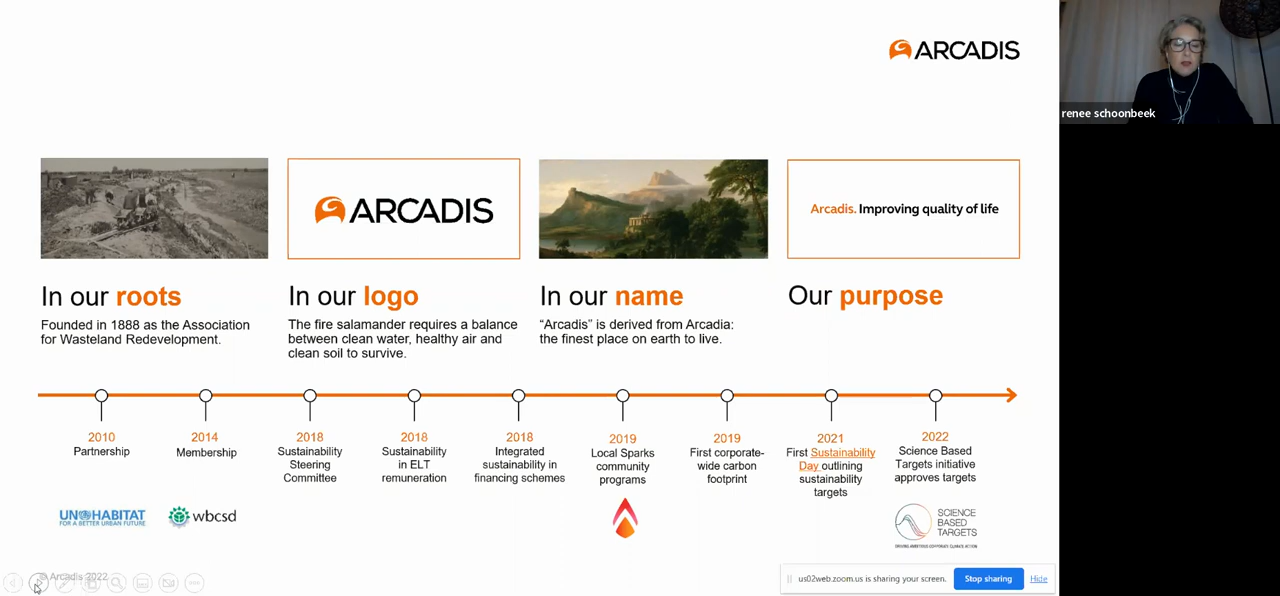 ARCADIS
renee schoonbeek
ARCADIS
Arcadis. Improving quality of life
In our roots
Founded in 1888 as the Association
for Wasteland Redevelopment.
In our logo
The fire salamander requires a balance
between clean water, healthy air and
clean soil to survive.
In our name
“Arcadis” is derived from Arcadia:
the finest place on earth to live.
Our purpose
2010
Partnership
UN HABITAT
FOR A BETTER URBAN FUTURE
2014
Membership
wbcsd
2018
Sustainability
Steering
Committee
2018
Sustainability
in ELT
remuneration
2018
Integrated
sustainability in
financing schemes
2019
Local Sparks
community
programs
2019
First corporate-
wide carbon
footprint
2021
First Sustainability
Day outlining
sustainability
targets
2022
Science Based
Targets initiative
approves targets
SCIENCE
BASED
TARGETS
DRIVING AMBITIOUS CORPORATE CLIMATE ACTION
© Arcadis 2022
us02web.zoom.us is sharing your screen.
Stop sharing
Hide